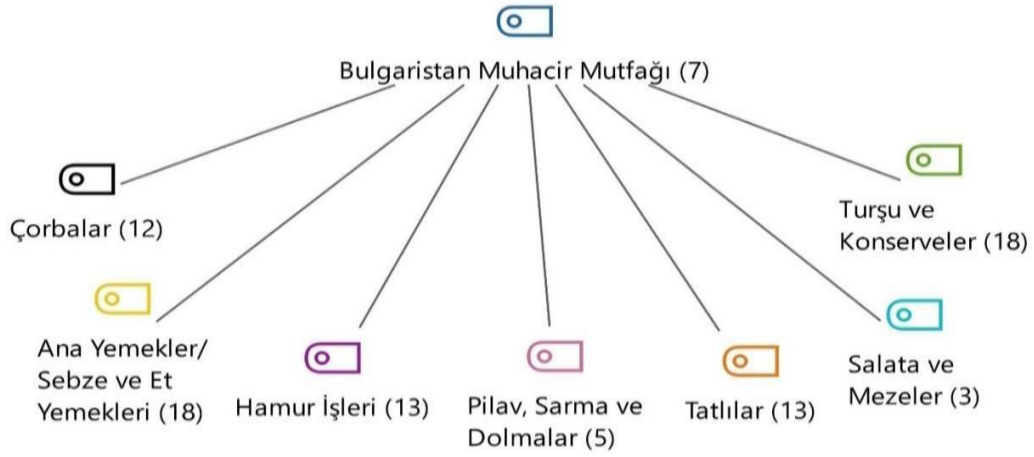 Bulgaristan Muhacir Mutfağı (7)
Çorbalar (12)
Turşu ve
Konserveler (18)
Ana Yemekler/
Sebze ve Et
Yemekleri (18)
Hamur İşleri (13)
Pilav, Sarma ve
Dolmalar (5)
Tatlılar (13)
Salata ve
Mezeler (3)